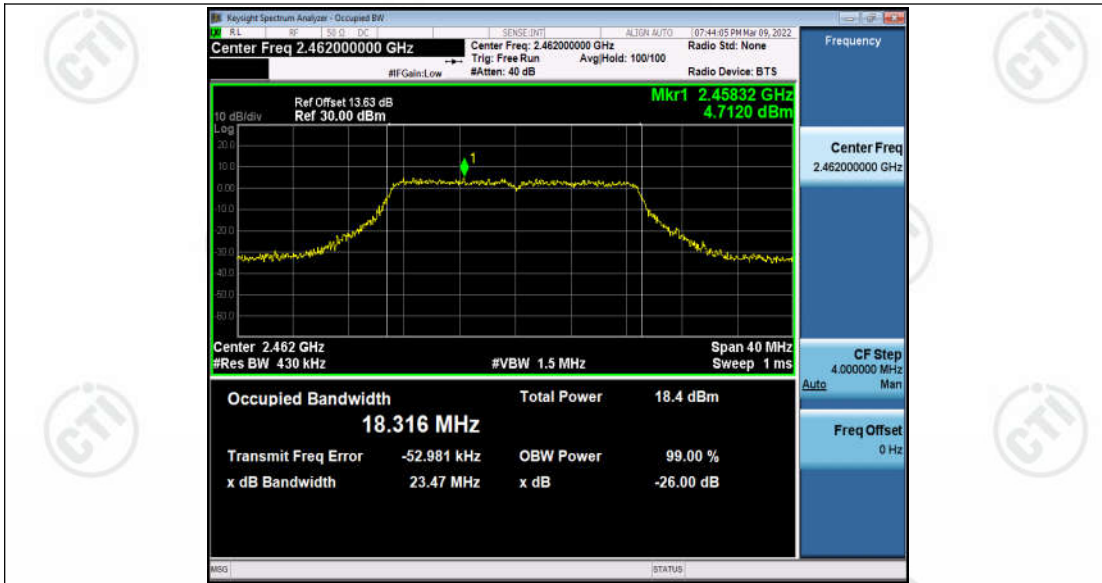 Keysight Spectrum Analyzer - Occupied BW
RL RF 50 Ω DC SENSE:INT ALIGN AUTO 07:44:05 PM Mar 09, 2022
Center Freq 2.462000000 GHz
Center Freq: 2.462000000 GHz
Radio Std: None
Trig: Free Run Avg|Hold: 100/100
#IFGain:Low #Atten: 40 dB Radio Device: BTS
Frequency
Mkr1 2.45832 GHz
4.7120 dBm
Ref Offset 13.63 dB
10 dB/div Ref 30.00 dBm
Log
20.0
10.0
0.00
-10.0
-20.0
-30.0
-40.0
-50.0
-60.0
1
Center 2.462 GHz Span 40 MHz
#Res BW 430 kHz #VBW 1.5 MHz Sweep 1 ms
Occupied Bandwidth Total Power 18.4 dBm
18.316 MHz
Transmit Freq Error -52.981 kHz OBW Power 99.00 %
x dB Bandwidth 23.47 MHz x dB -26.00 dB
Center Freq
2.462000000 GHz
CF Step
4.000000 MHz
Auto Man
Freq Offset
0 Hz
MSG STATUS
CTI
CTI
CTI
CTI